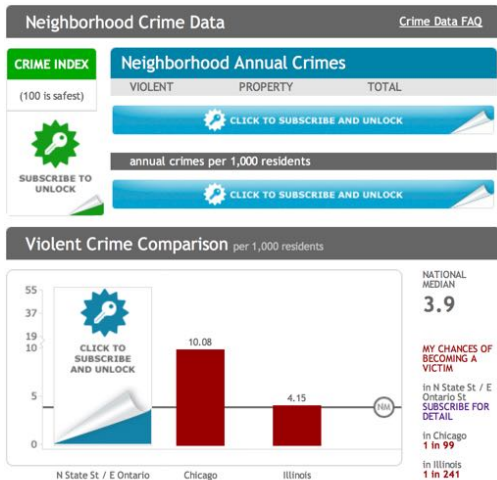 Neighborhood Crime Data
Crime Data FAQ
CRIME INDEX
(100 is safest)
SUBSCRIBE TO
UNLOCK
Neighborhood Annual Crimes
VIOLENT PROPERTY TOTAL
CLICK TO SUBSCRIBE AND UNLOCK
annual crimes per 1,000 residents
CLICK TO SUBSCRIBE AND UNLOCK
Violent Crime Comparison per 1,000 residents
55
37
19
10
5
0
CLICK TO
SUBSCRIBE
AND UNLOCK
10.08
4.15
NM
N State St / E Ontario
Chicago
Illinois
NATIONAL
MEDIAN
3.9
MY CHANCES OF
BECOMING A
VICTIM
in N State St / E
Ontario St
SUBSCRIBE FOR
DETAIL
in Chicago
1 in 99
in Illinois
1 in 241